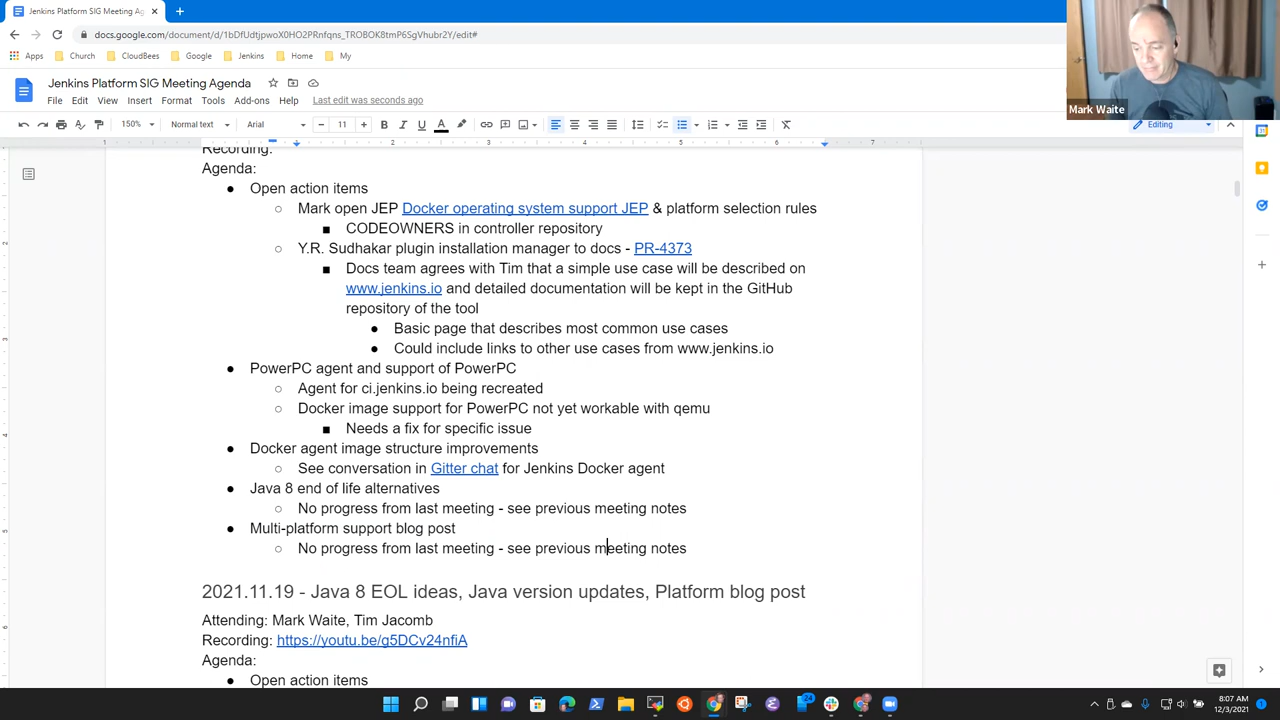 Jenkins Platform SIG Meeting Ag
docs.google.com/document/d/1bDfUdtjpwoX0HO2PRnfqns_TROBOK8tmP6SgVhubr2Y/edit#
Apps Church CloudBees Google Jenkins Home My
Mark Waite
Jenkins Platform SIG Meeting Agenda
File Edit View Insert Format Tools Add-ons Help Last edit was seconds ago
150% Normal text Arial 11 Editing
1 1 2 3 4 5 6 7
Recording:
Agenda:
Open action items
Mark open JEP Docker operating system support JEP & platform selection rules
CODEOWNERS in controller repository
Y.R. Sudhakar plugin installation manager to docs - PR-4373
Docs team agrees with Tim that a simple use case will be described on
www.jenkins.io and detailed documentation will be kept in the GitHub
repository of the tool
Basic page that describes most common use cases
Could include links to other use cases from www.jenkins.io
PowerPC agent and support of PowerPC
Agent for ci.jenkins.io being recreated
Docker image support for PowerPC not yet workable with qemu
Needs a fix for specific issue
Docker agent image structure improvements
See conversation in Gitter chat for Jenkins Docker agent
Java 8 end of life alternatives
No progress from last meeting - see previous meeting notes
Multi-platform support blog post
No progress from last meeting - see previous meeting notes
2021.11.19 - Java 8 EOL ideas, Java version updates, Platform blog post
Attending: Mark Waite, Tim Jacomb
Recording: https://youtu.be/g5DCv24nfiA
Agenda:
Open action items
24
8:07 AM
12/3/2021